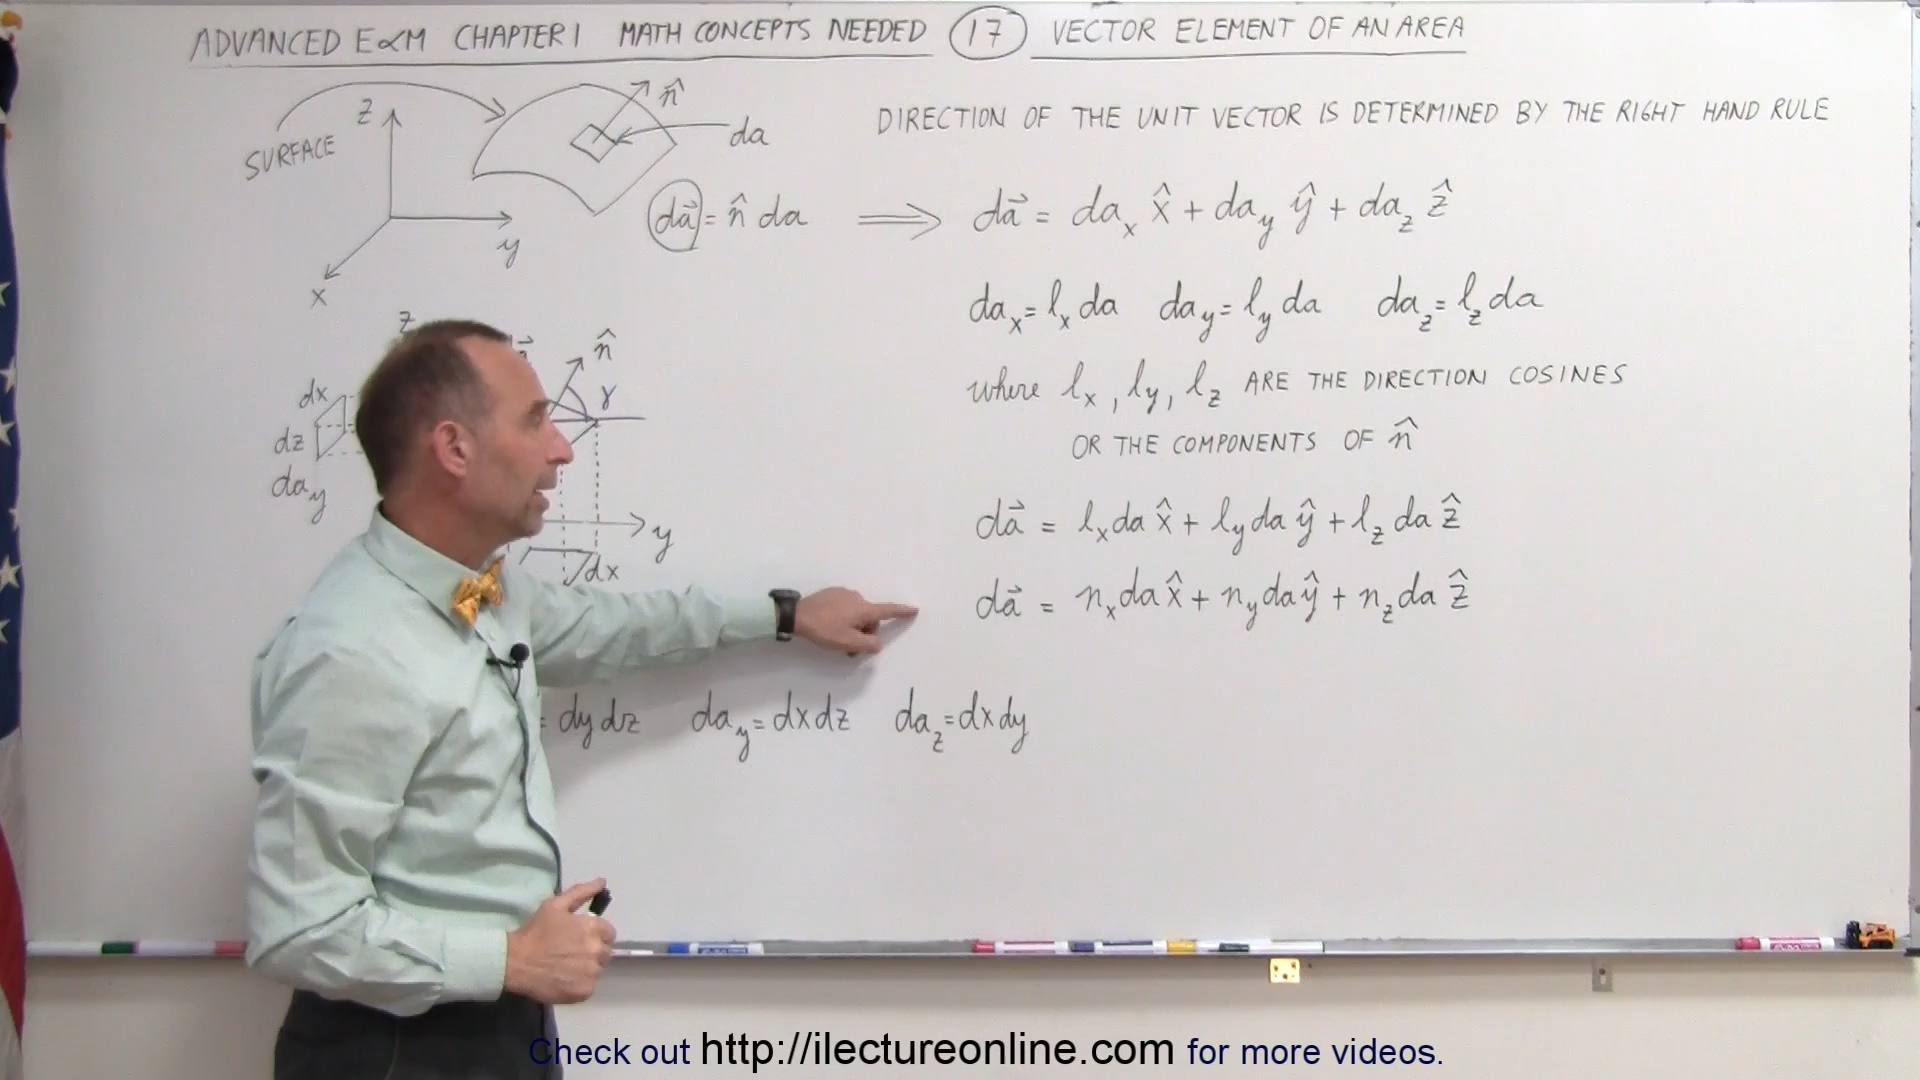 ADVANCED E&M CHAPTER 1 MATH CONCEPTS NEEDED 17 VECTOR ELEMENT OF AN AREA
SURFACE
z
y
x
n̂
da
DIRECTION OF THE UNIT VECTOR IS DETERMINED BY THE RIGHT HAND RULE
da⃗ = n̂ da ⟹ da⃗ = daₓ x̂ + da_y ŷ + da_z ẑ
daₓ = lₓ da da_y = l_y da da_z = l_z da
where lₓ, l_y, l_z ARE THE DIRECTION COSINES
OR THE COMPONENTS OF n̂
da⃗ = lₓ da x̂ + l_y da ŷ + l_z da ẑ
da⃗ = nₓ da x̂ + n_y da ŷ + n_z da ẑ
z
n̂
γ
dx
dz
da_y
y
dx
= dy dz da_y = dx dz da_z = dx dy
Check out http://ilectureonline.com for more videos.